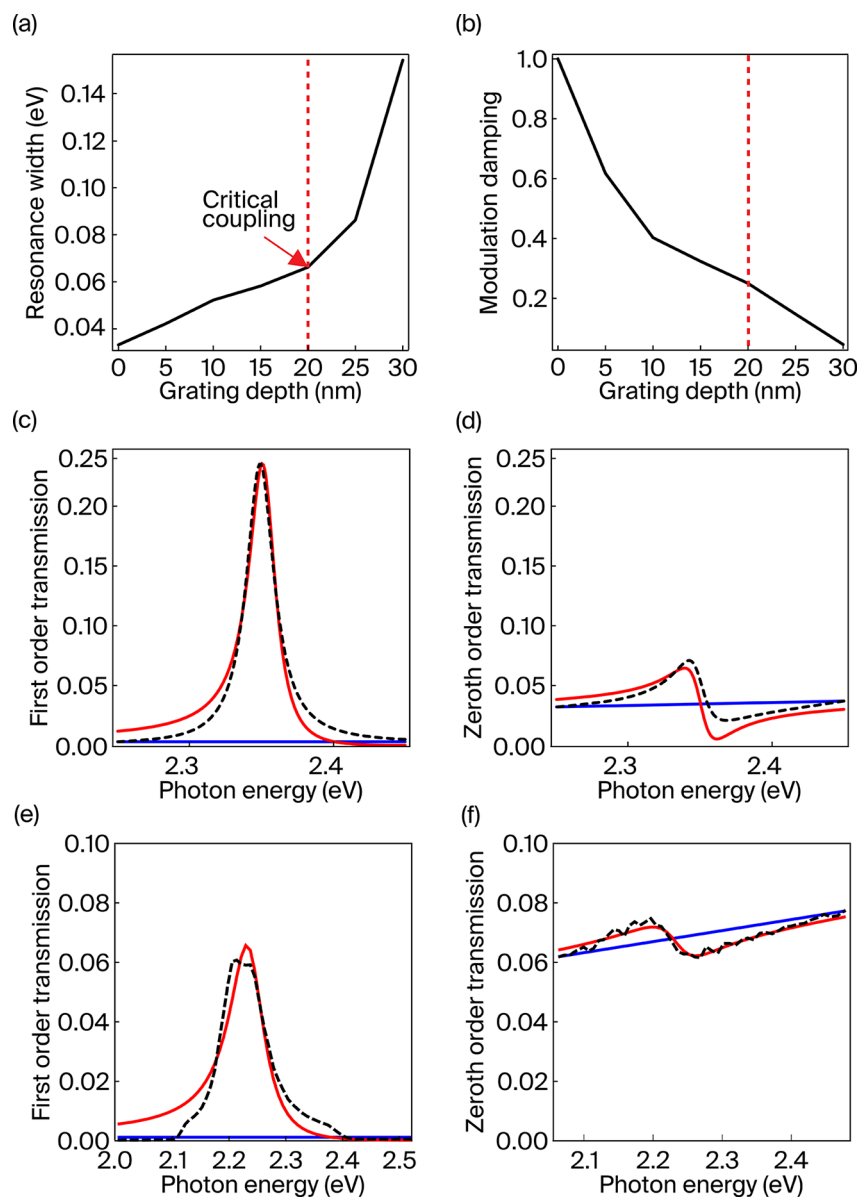 (a)
Resonance width (eV)
0.14
0.12
0.10
0.08
0.06
0.04
Critical
coupling
0 5 10 15 20 25 30
Grating depth (nm)
(b)
Modulation damping
1.0
0.8
0.6
0.4
0.2
0 5 10 15 20 25 30
Grating depth (nm)
(c)
First order transmission
0.25
0.20
0.15
0.10
0.05
0.00
2.3 2.4
Photon energy (eV)
(d)
Zeroth order transmission
0.25
0.20
0.15
0.10
0.05
0.00
2.3 2.4
Photon energy (eV)
(e)
First order transmission
0.10
0.08
0.06
0.04
0.02
0.00
2.0 2.1 2.2 2.3 2.4 2.5
Photon energy (eV)
(f)
Zeroth order transmission
0.10
0.08
0.06
0.04
0.02
0.00
2.1 2.2 2.3 2.4
Photon energy (eV)